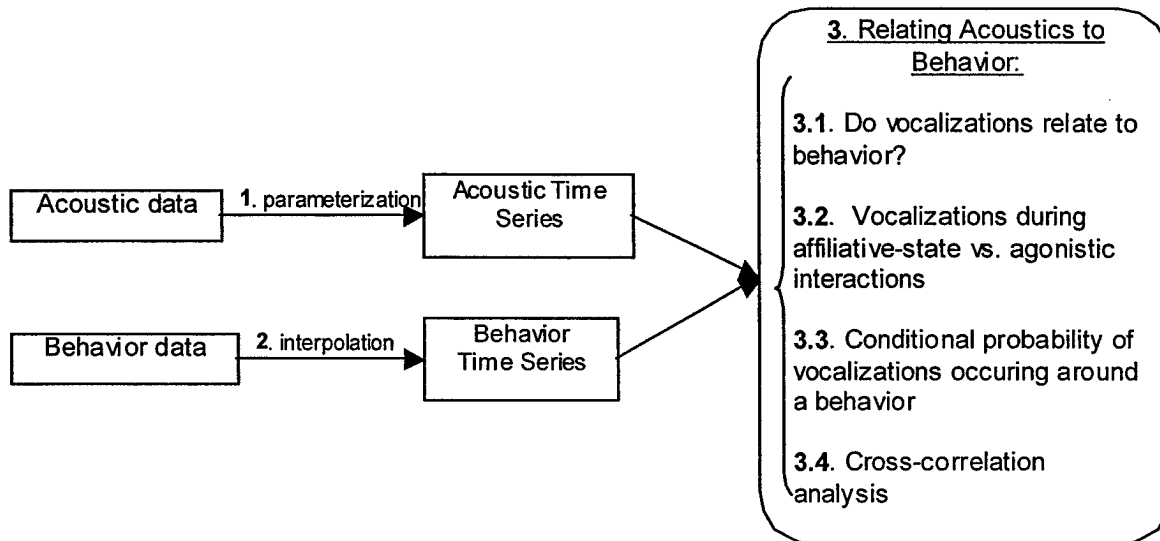 Acoustic data
1. parameterization
Acoustic Time
Series
Behavior data
2. interpolation
Behavior
Time Series
3. Relating Acoustics to
Behavior:
3.1. Do vocalizations relate to
behavior?
3.2. Vocalizations during
affiliative-state vs. agonistic
interactions
3.3. Conditional probability of
vocalizations occuring around
a behavior
3.4. Cross-correlation
analysis